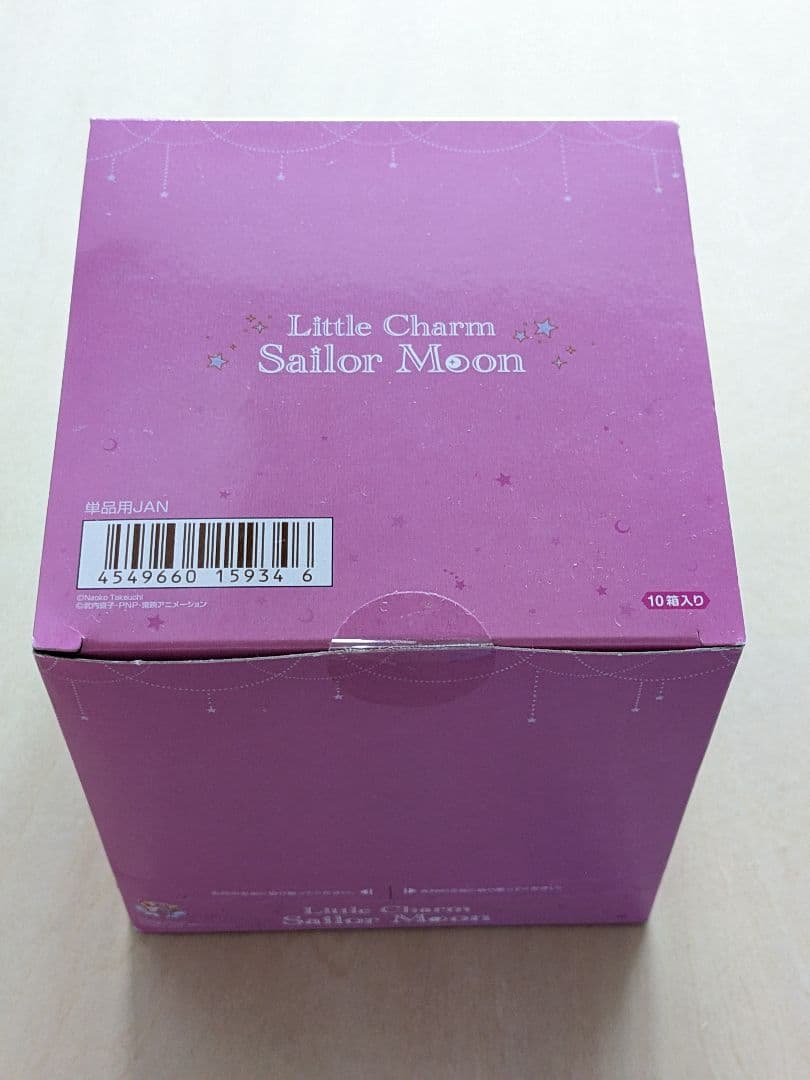 Little Charm
Sailor Moon
単品用JAN
4549660 15934 6
©Naoko Takeuchi
©武内直子・PNP・東映アニメーション
10箱入り
Little Charm
Sailor Moon